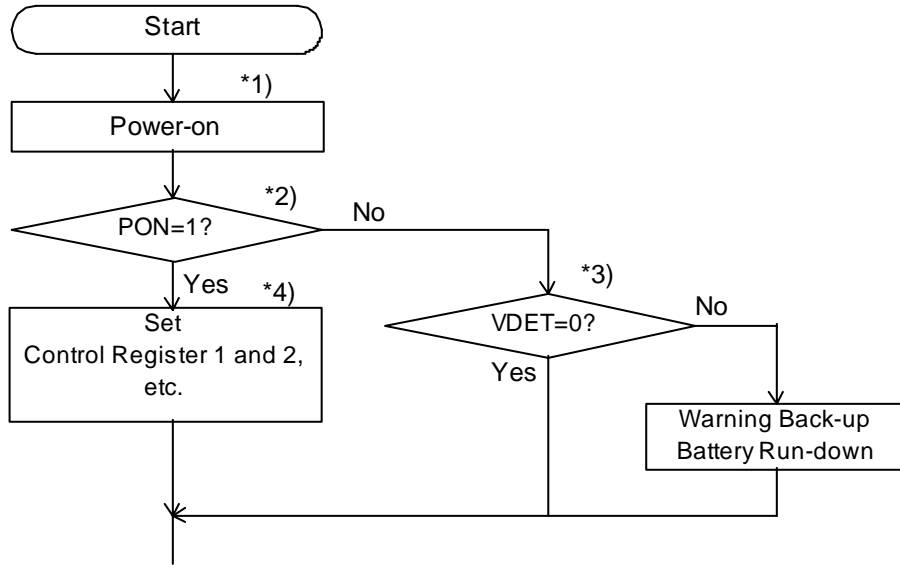 Start
*1)
Power-on
*2)
PON=1?
No
Yes
*4)
Set
Control Register 1 and 2,
etc.
*3)
VDET=0?
No
Yes
Warning Back-up
Battery Run-down